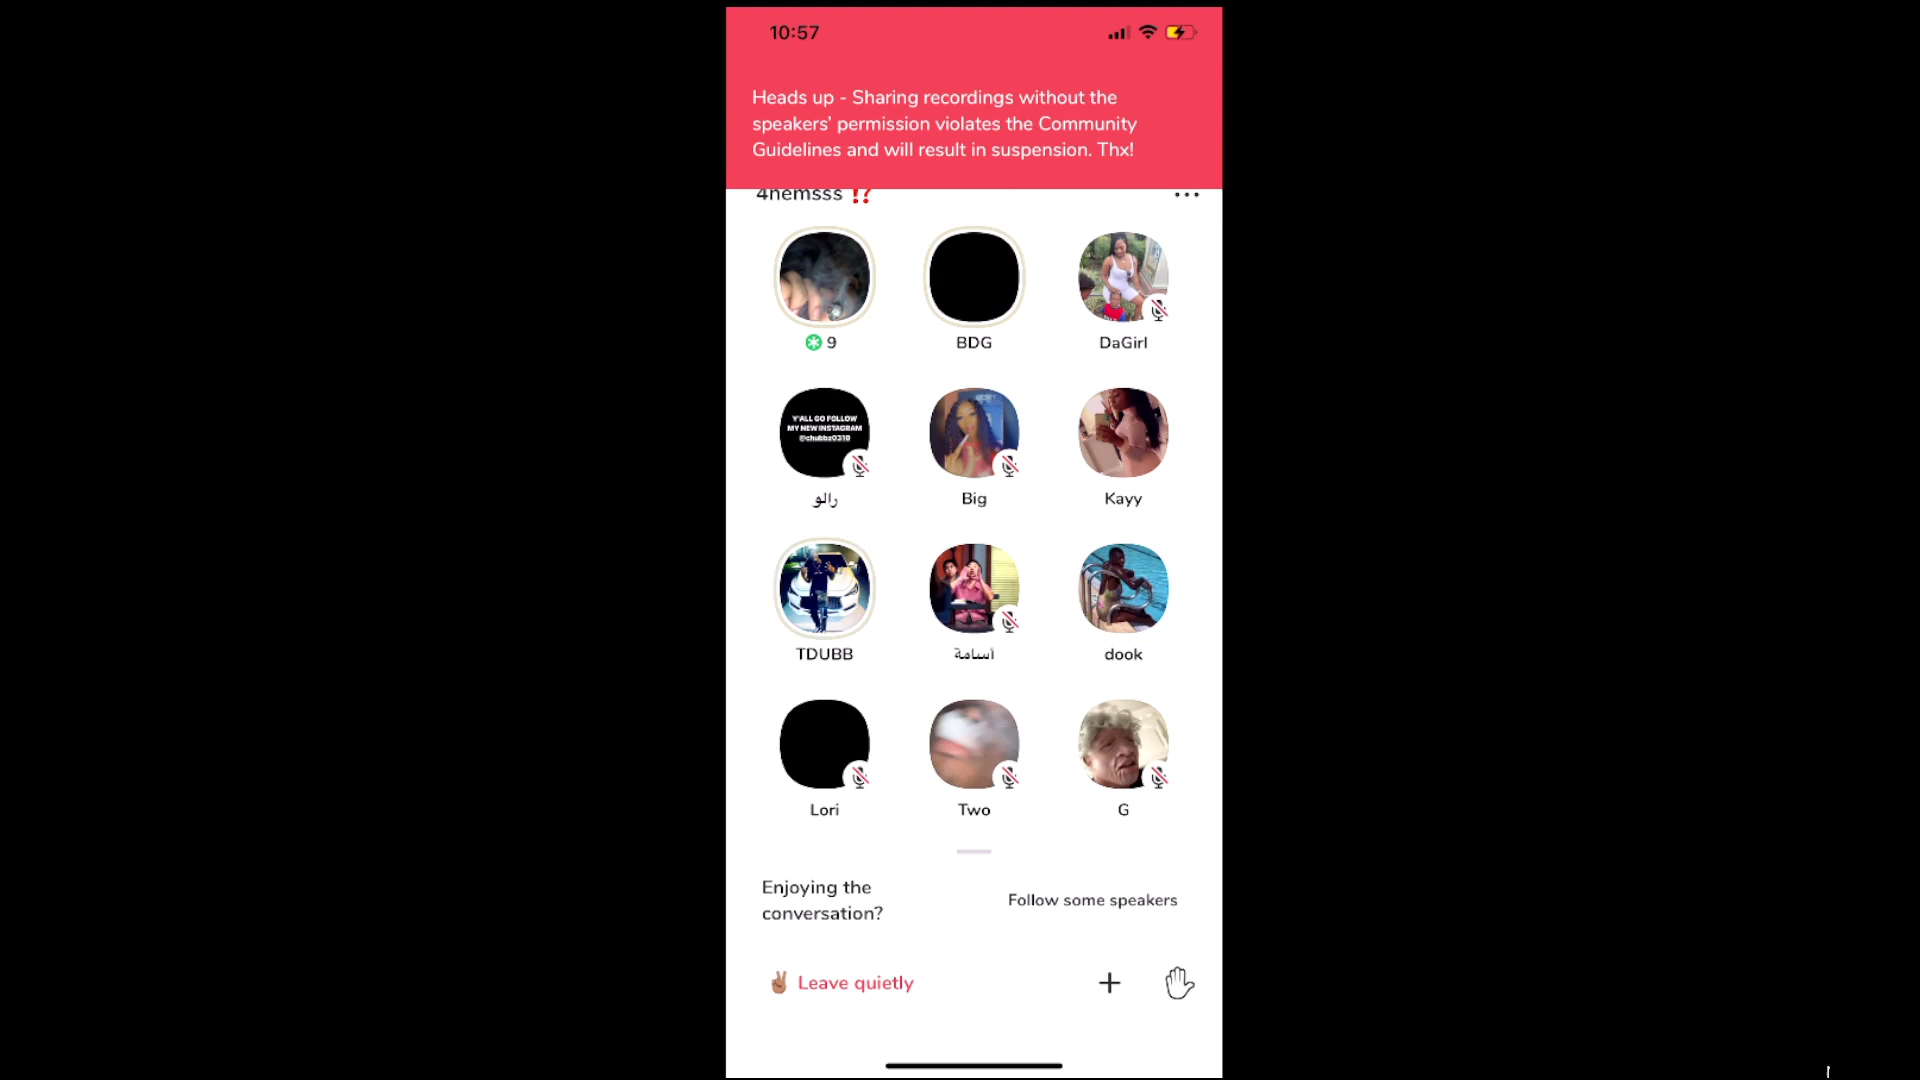 10:57
Heads up - Sharing recordings without the
speakers' permission violates the Community
Guidelines and will result in suspension. Thx!
4nemsss ⁉️
9
BDG
DaGirl
Y'ALL GO FOLLOW
MY NEW INSTAGRAM
@chubbz0310
رالو
Big
Kayy
TDUBB
أسامة
dook
Lori
Two
G
Enjoying the
conversation?
Follow some speakers
✌🏽 Leave quietly